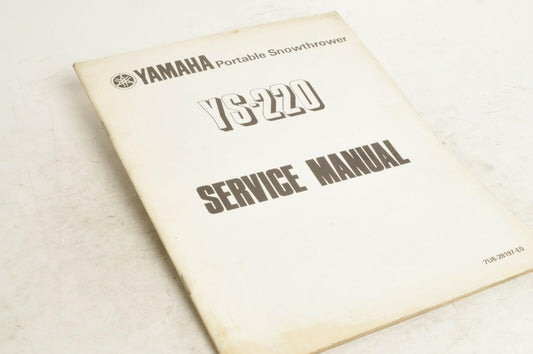 YAMAHA Portable Snowthrower
YS-220
SERVICE MANUAL
7U6-28197-E0